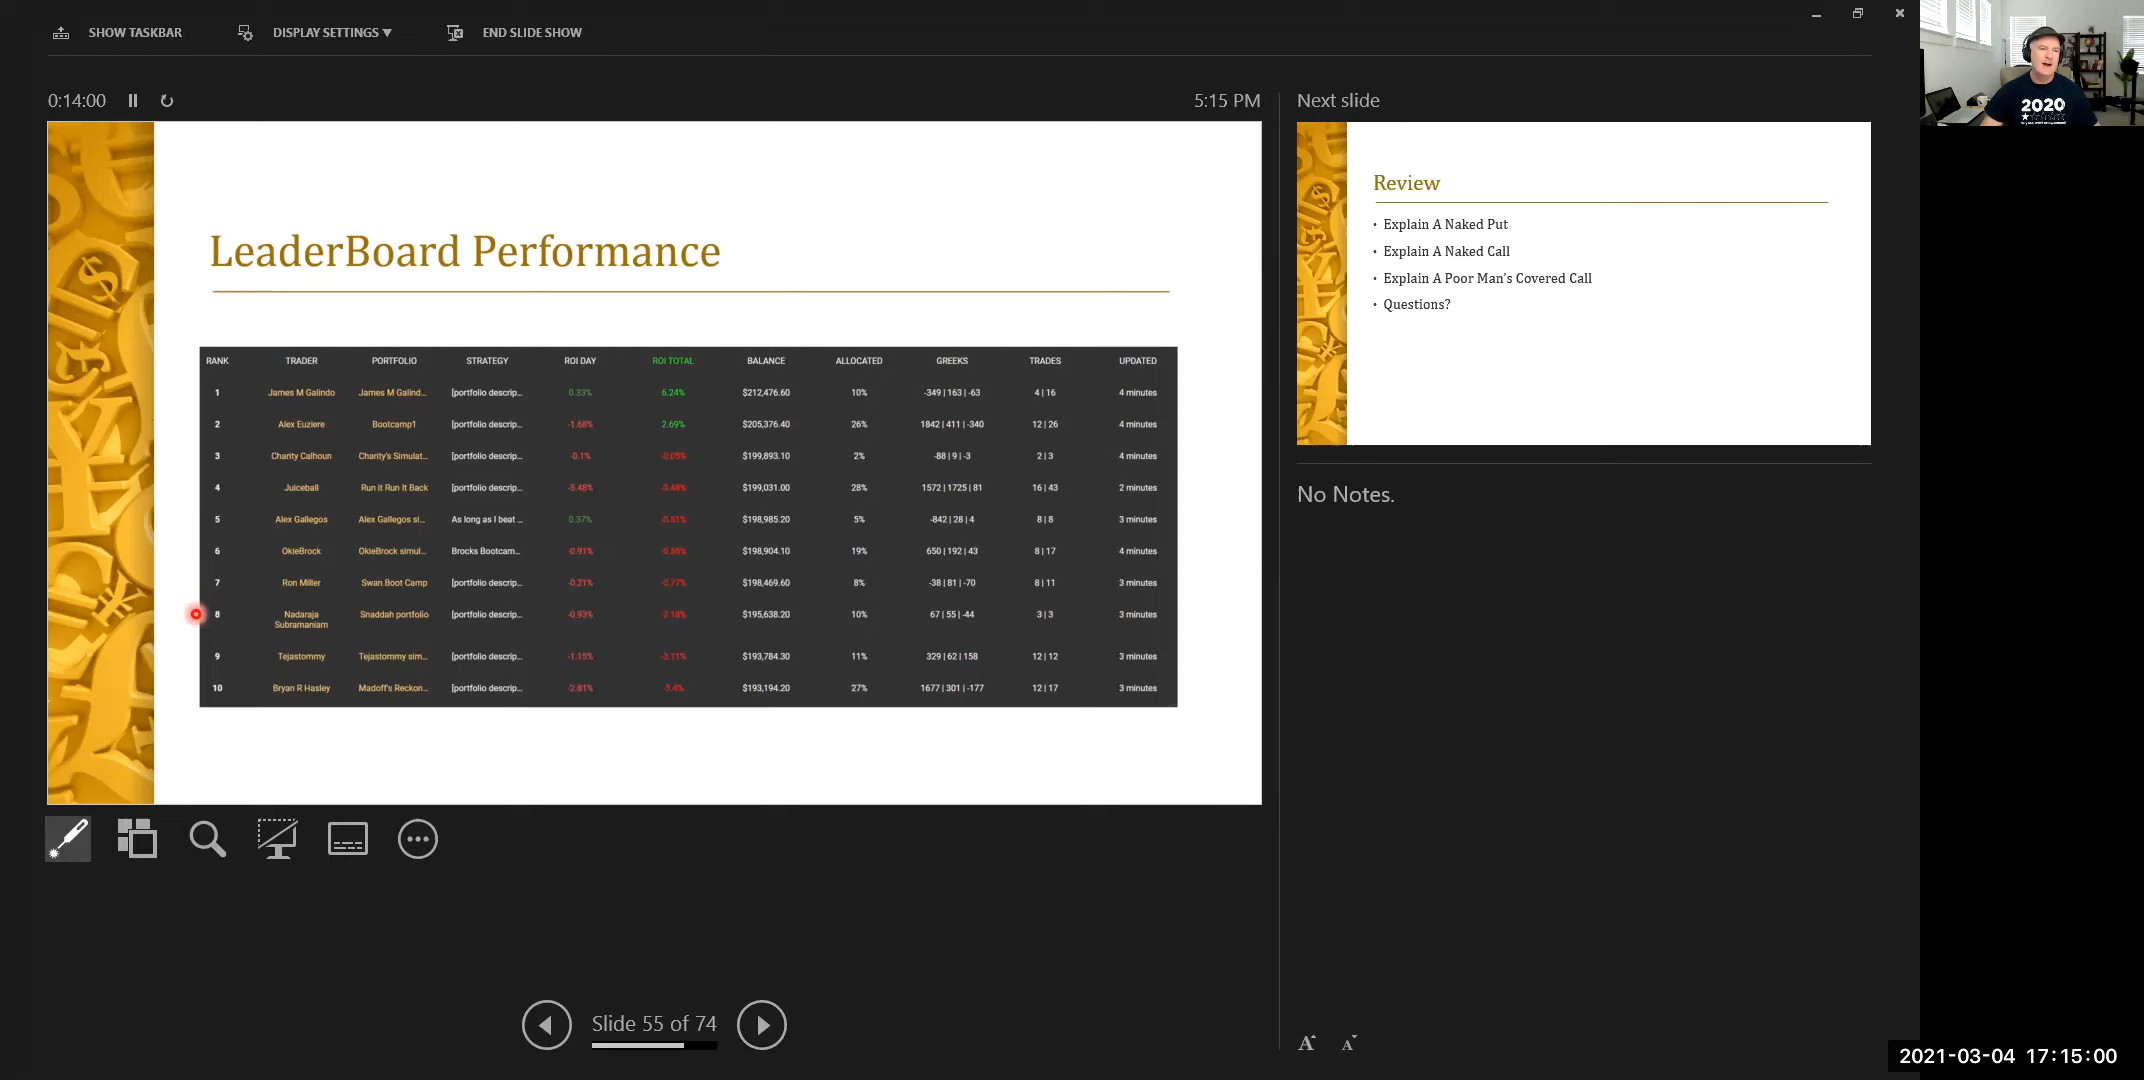 SHOW TASKBAR
DISPLAY SETTINGS ▼
END SLIDE SHOW
0:14:00
5:15 PM
Next slide
LeaderBoard Performance
RANK TRADER PORTFOLIO STRATEGY ROI DAY ROI TOTAL BALANCE ALLOCATED GREEKS TRADES UPDATED
1 James M Galindo James M Galind... [portfolio descrip... 0.33% 6.24% $212,476.60 10% -349 | 163 | -63 4 | 16 4 minutes
2 Alex Euziere Bootcamp1 [portfolio descrip... -1.68% 2.69% $205,376.40 26% 1842 | 411 | -340 12 | 26 4 minutes
3 Charity Calhoun Charity's Simulat... [portfolio descrip... -0.1% -0.05% $199,893.10 2% -88 | 9 | -3 2 | 3 4 minutes
4 Juiceball Run it Run It Back [portfolio descrip... -5.48% -0.48% $199,031.00 28% 1572 | 1725 | 81 16 | 43 2 minutes
5 Alex Gallegos Alex Gallegos si... As long as I beat ... 0.37% -0.51% $198,985.20 5% -842 | 28 | 4 8 | 8 3 minutes
6 OkieBrock OkieBrock simul... Brocks Bootcam... -0.91% -0.55% $198,904.10 19% 650 | 192 | 43 8 | 17 4 minutes
7 Ron Miller Swan Boot Camp [portfolio descrip... -0.21% -0.77% $198,469.60 8% -38 | 81 | -70 8 | 11 3 minutes
8 Nadaraja Subramaniam Snaddah portfolio [portfolio descrip... -0.93% -2.18% $195,638.20 10% 67 | 55 | -44 3 | 3 3 minutes
9 Tejastommy Tejastommy sim... [portfolio descrip... -1.15% -3.11% $193,784.30 11% 329 | 62 | 158 12 | 12 3 minutes
10 Bryan R Hasley Madoff's Reckon... [portfolio descrip... -2.81% -3.4% $193,194.20 27% 1677 | 301 | -177 12 | 17 3 minutes
Review
• Explain A Naked Put
• Explain A Naked Call
• Explain A Poor Man's Covered Call
• Questions?
No Notes.
2020
Slide 55 of 74
2021-03-04 17:15:00